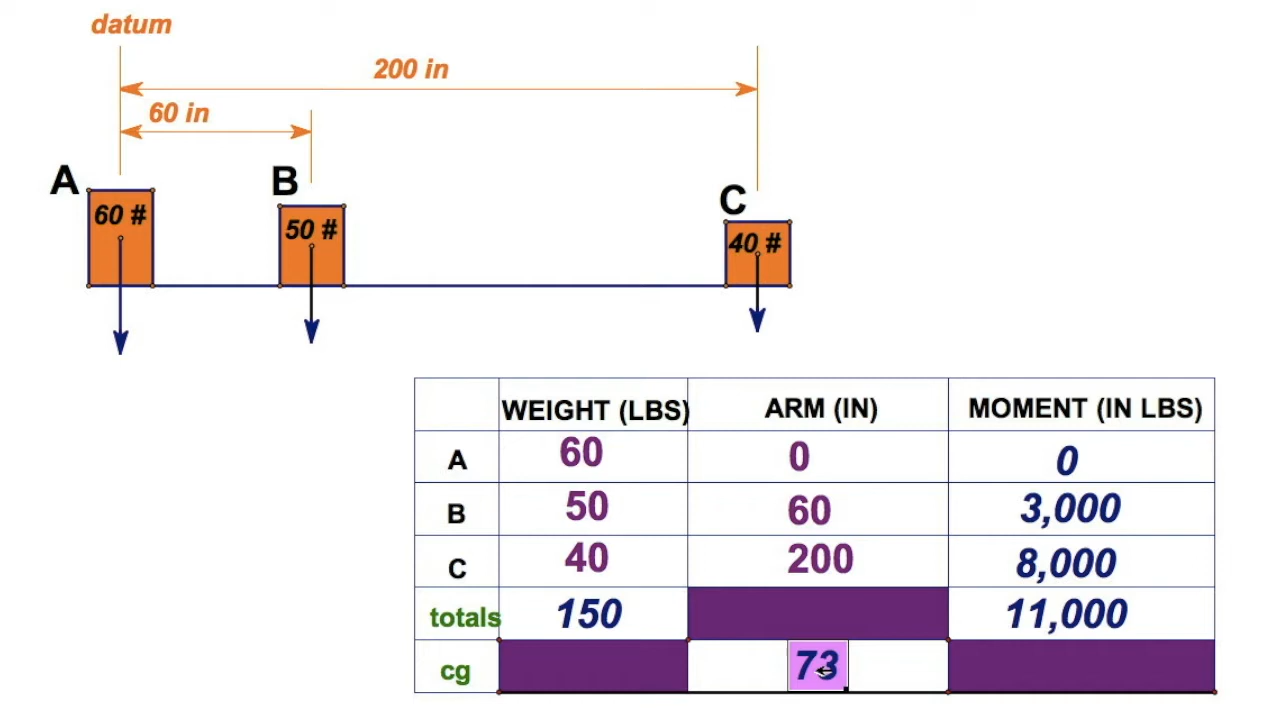 datum
200 in
60 in
A
B
C
60 #
50 #
40 #
WEIGHT (LBS) ARM (IN) MOMENT (IN LBS)
A 60 0 0
B 50 60 3,000
C 40 200 8,000
totals 150 11,000
cg 73